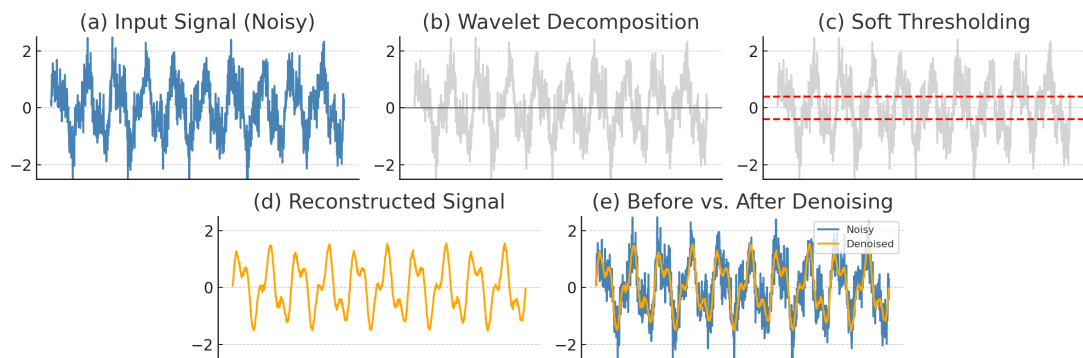 (a) Input Signal (Noisy)
(b) Wavelet Decomposition
(c) Soft Thresholding
2
0
−2
2
0
−2
2
0
−2
(d) Reconstructed Signal
(e) Before vs. After Denoising
2
0
−2
2
0
−2
Noisy
Denoised